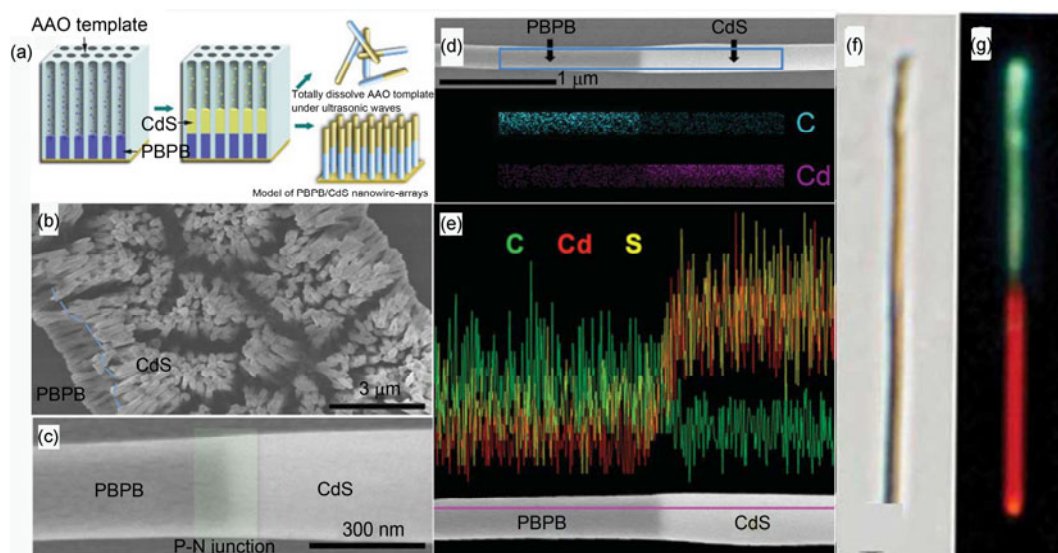 (a)
AAO template
CdS
PBPB
Totally dissolve AAO template
under ultrasonic waves
Model of PBPB/CdS nanowire-arrays
(b)
PBPB
CdS
3 μm
(c)
PBPB
CdS
P-N junction
300 nm
(d)
PBPB
CdS
1 μm
C
Cd
(e)
C Cd S
PBPB
CdS
(f)
(g)